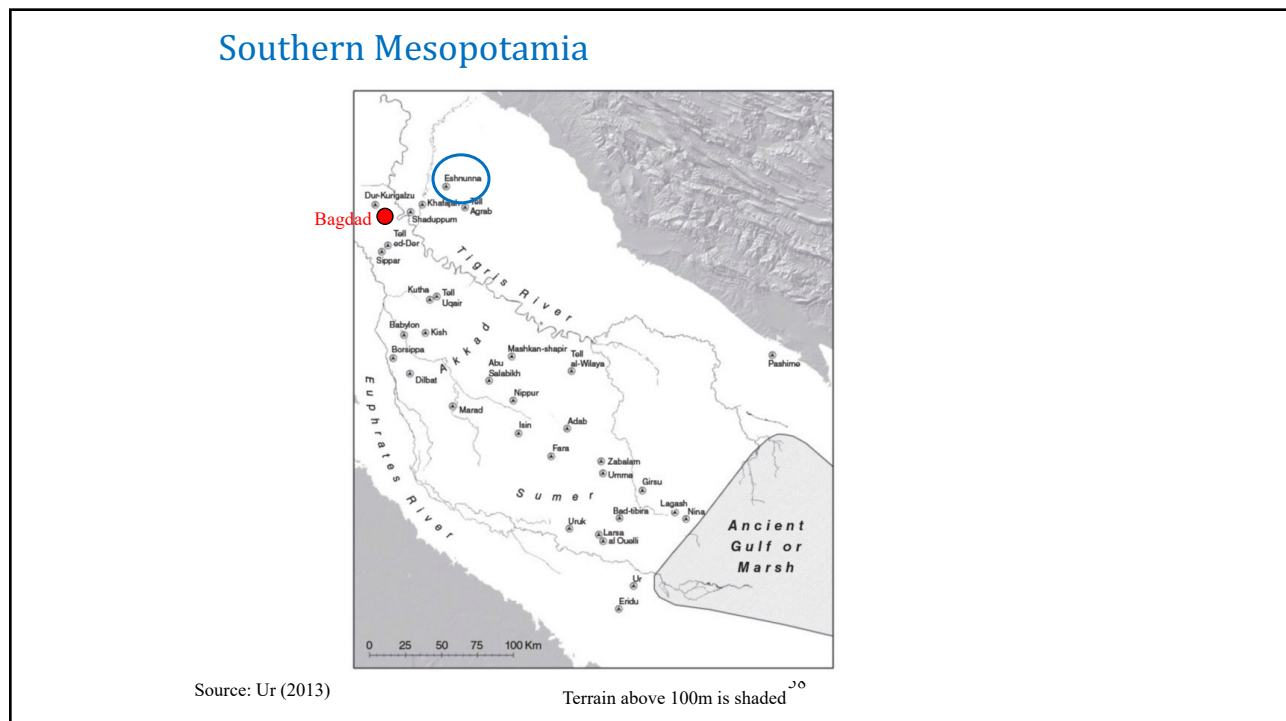 Southern Mesopotamia
Eshnunna
Dur-Kurigalzu
Khafajah
Tell
Agrab
Bagdad
Shaduppum
Tell
ed-Der
Sippar
Tigris River
Kutha
Tell
Uqair
Babylon
Kish
Akkad
Borsippa
Mashkan-shapir
Tell
al-Wilaya
Pashime
Abu
Salabikh
Dilbat
Nippur
Marad
Isin
Adab
Euphrates River
Fara
Zabalam
Umma
Girsu
Sumer
Lagash
Bad-tibira
Nina
Uruk
Larsa
al Ouelli
Ancient
Gulf or
Marsh
Ur
Eridu
0 25 50 75 100 Km
Source: Ur (2013)
Terrain above 100m is shaded